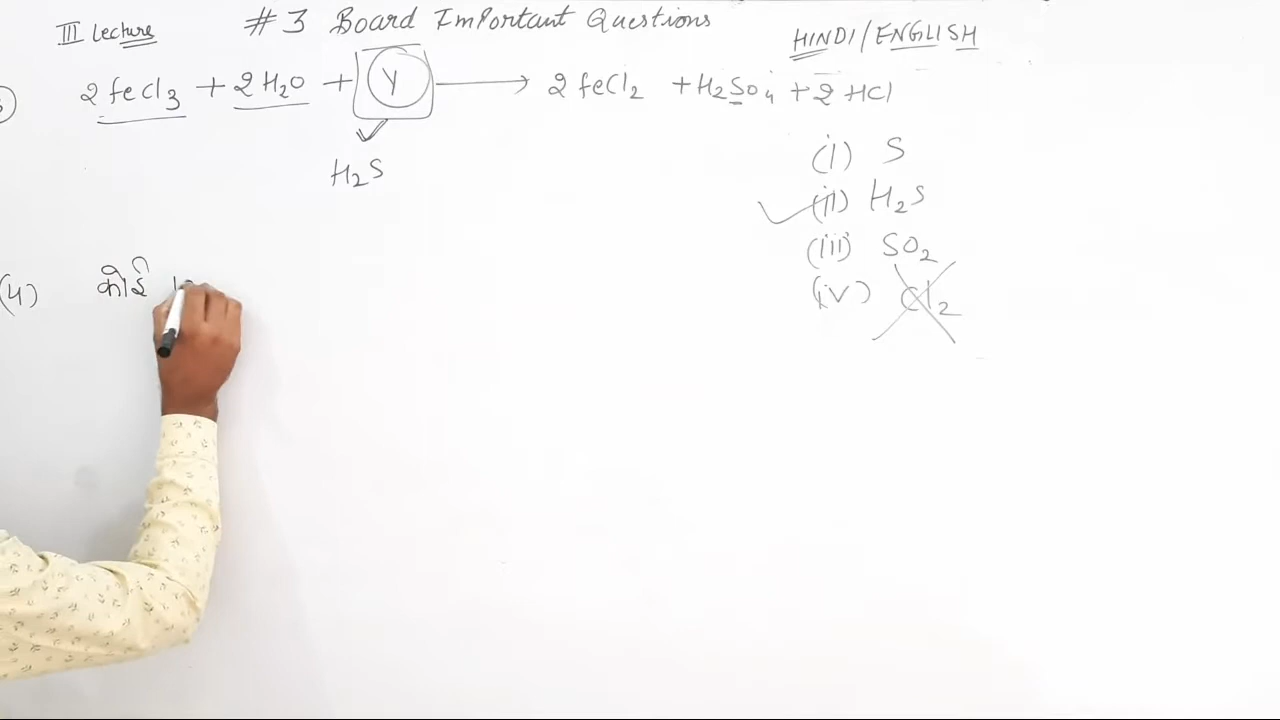 III Lecture # 3 Board Important Questions
HINDI/ENGLISH
2 feCl3 + 2 H2O + Y → 2 feCl2 + H2SO4 + 2 HCl
H2S
(i) S
(ii) H2S
(iii) SO2
(iv) Cl2
(4) कोई